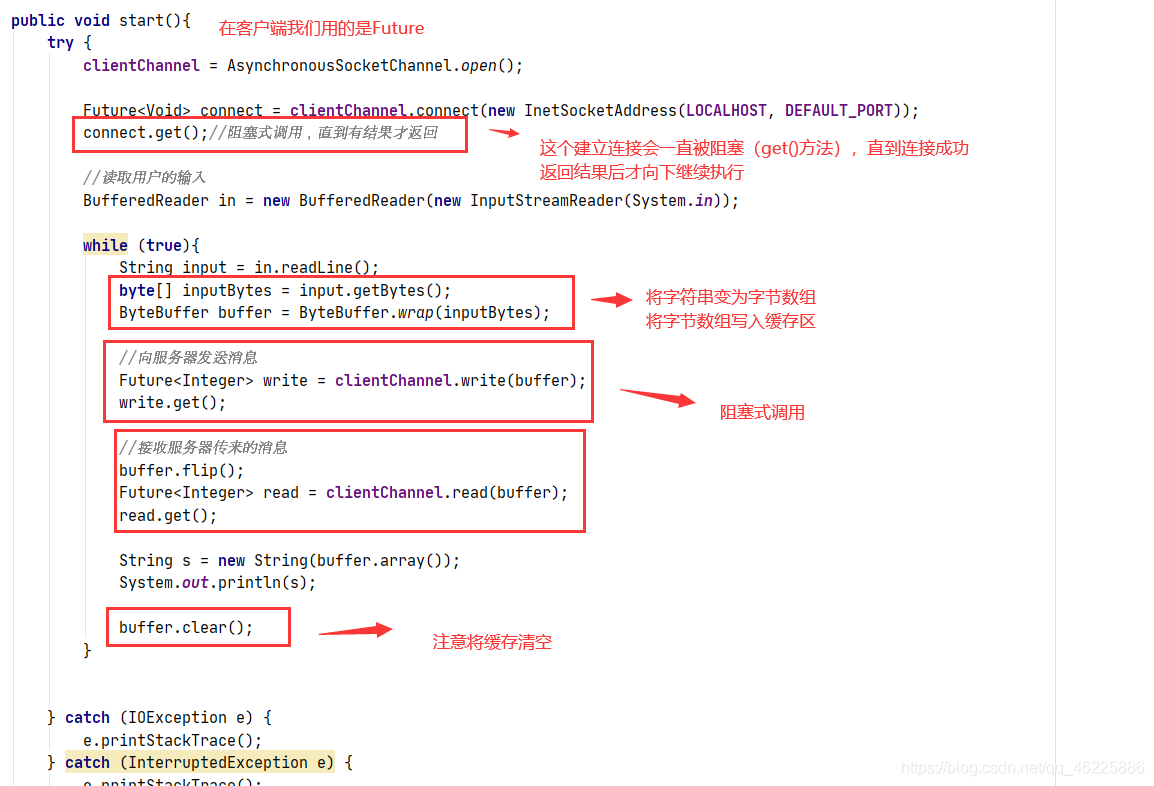 public void start(){
在客户端我们用的是Future
try {
clientChannel = AsynchronousSocketChannel.open();
Future<Void> connect = clientChannel.connect(new InetSocketAddress(LOCALHOST, DEFAULT_PORT));
connect.get();//阻塞式调用，直到有结果才返回
这个建立连接会一直被阻塞（get()方法），直到连接成功
返回结果后才向下继续执行
//读取用户的输入
BufferedReader in = new BufferedReader(new InputStreamReader(System.in));
while (true){
String input = in.readLine();
byte[] inputBytes = input.getBytes();
ByteBuffer buffer = ByteBuffer.wrap(inputBytes);
将字符串变为字节数组
将字节数组写入缓存区
//向服务器发送消息
Future<Integer> write = clientChannel.write(buffer);
write.get();
阻塞式调用
//接收服务器传来的消息
buffer.flip();
Future<Integer> read = clientChannel.read(buffer);
read.get();
String s = new String(buffer.array());
System.out.println(s);
buffer.clear();
注意将缓存清空
}
} catch (IOException e) {
e.printStackTrace();
} catch (InterruptedException e) {
e.printStackTrace();
https://blog.csdn.net/qq_46225886